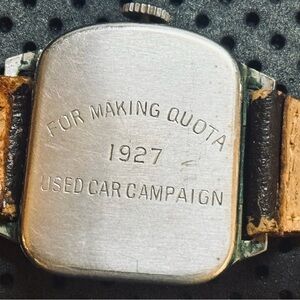 FOR MAKING QUOTA
1927
USED CAR CAMPAIGN